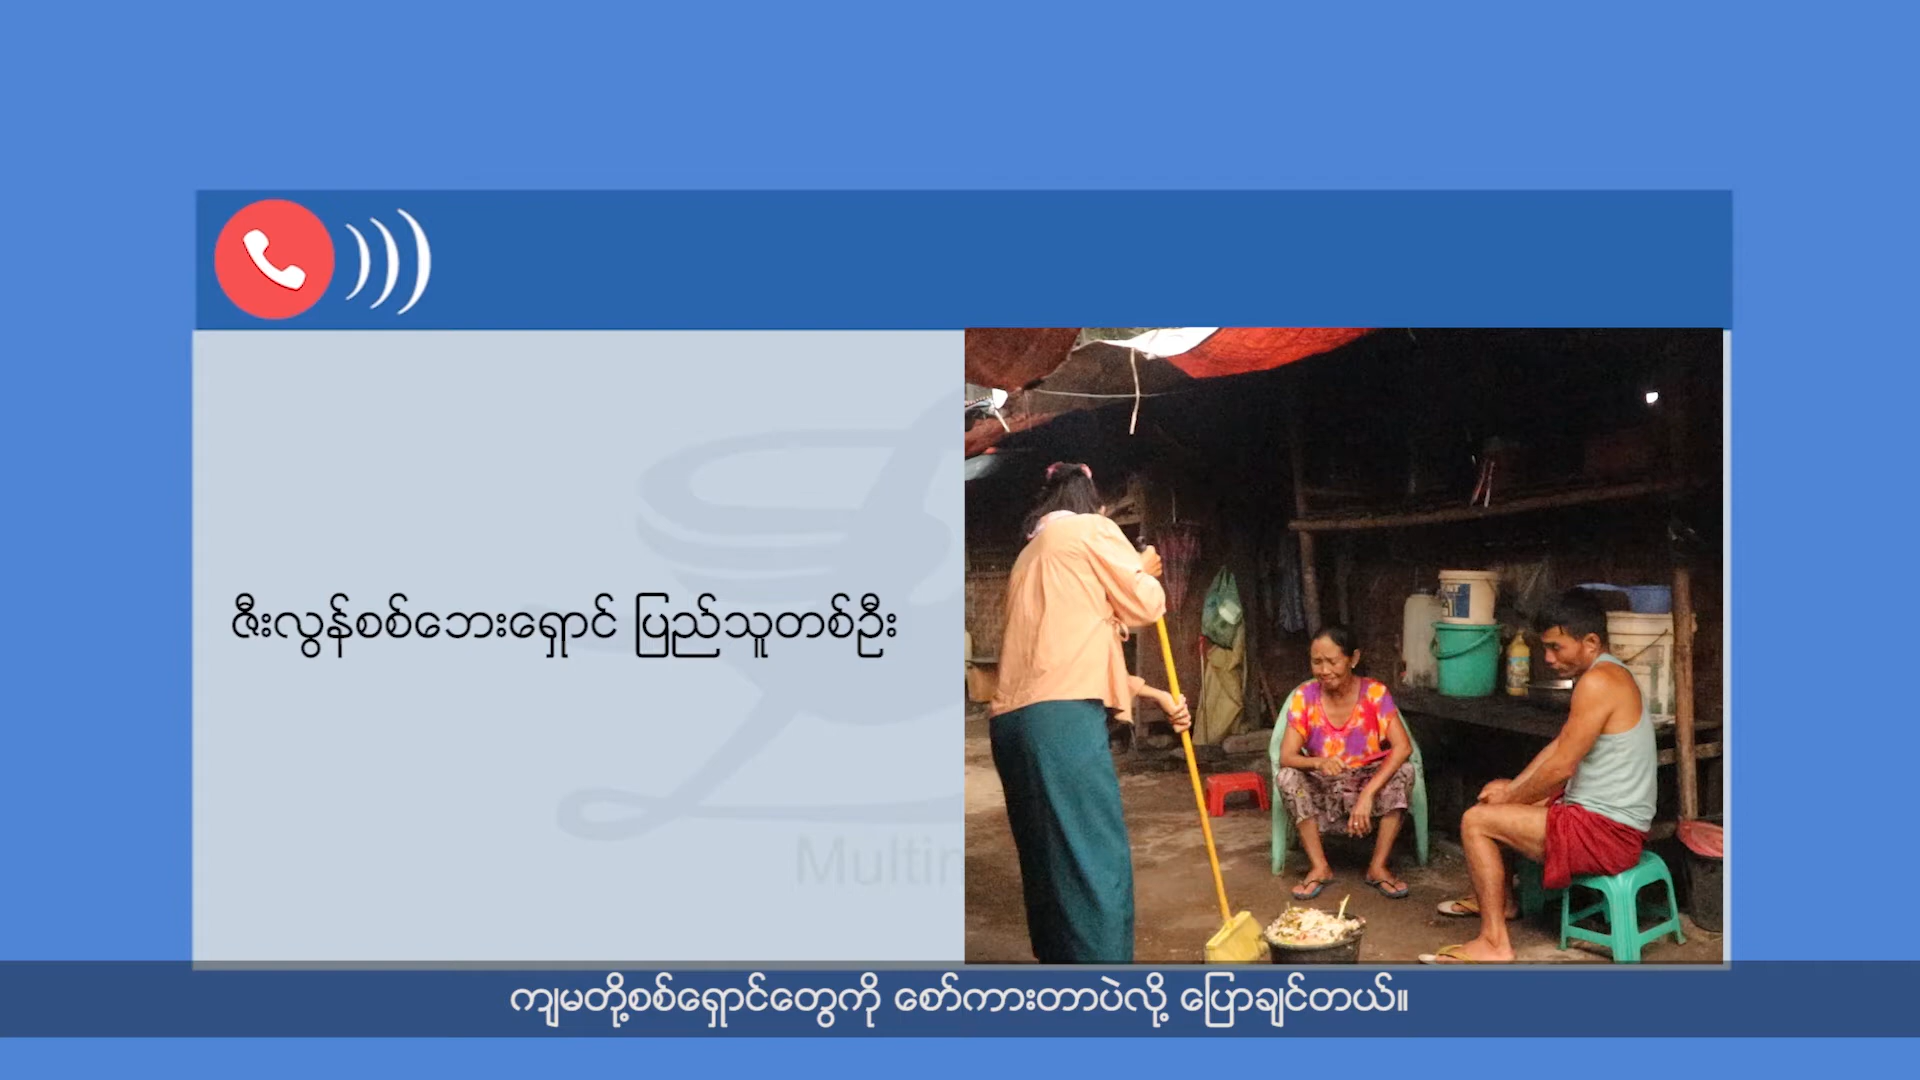 ဇီးလွန်စစ်ဘေးရှောင် ပြည်သူတစ်ဦး
Multim
ကျမတို့စစ်ရှောင်တွေကို စော်ကားတာပဲလို့ ပြောချင်တယ်။